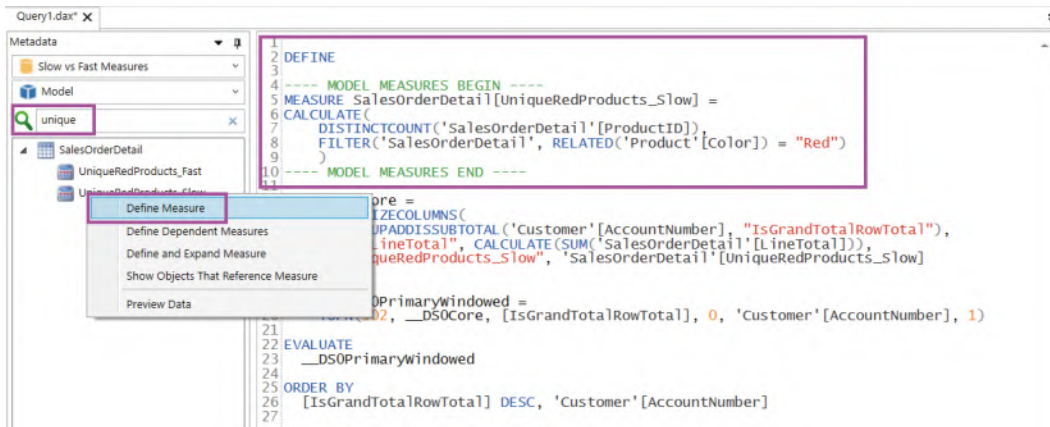 Query1.dax*
Metadata
Slow vs Fast Measures
Model
unique
SalesOrderDetail
UniqueRedProducts_Fast
UniqueRedProducts_Slow
Define Measure
Define Dependent Measures
Define and Expand Measure
Show Objects That Reference Measure
Preview Data
1
2 DEFINE
3
4 ---- MODEL MEASURES BEGIN ----
5 MEASURE SalesOrderDetail[UniqueRedProducts_Slow] =
6 CALCULATE(
7 DISTINCTCOUNT('SalesOrderDetail'[ProductID]),
8 FILTER('SalesOrderDetail', RELATED('Product'[Color]) = "Red")
9 )
10 ---- MODEL MEASURES END ----
11
ore =
IZECOLUMNS(
UPADDISSUBTOTAL('Customer'[AccountNumber], "IsGrandTotalRowTotal"),
LineTotal", CALCULATE(SUM('SalesOrderDetail'[LineTotal])),
queRedProducts_Slow", 'SalesOrderDetail'[UniqueRedProducts_Slow]
0PrimaryWindowed =
02, __DS0Core, [IsGrandTotalRowTotal], 0, 'Customer'[AccountNumber], 1)
21
22 EVALUATE
23 __DS0PrimaryWindowed
24
25 ORDER BY
26 [IsGrandTotalRowTotal] DESC, 'Customer'[AccountNumber]
27